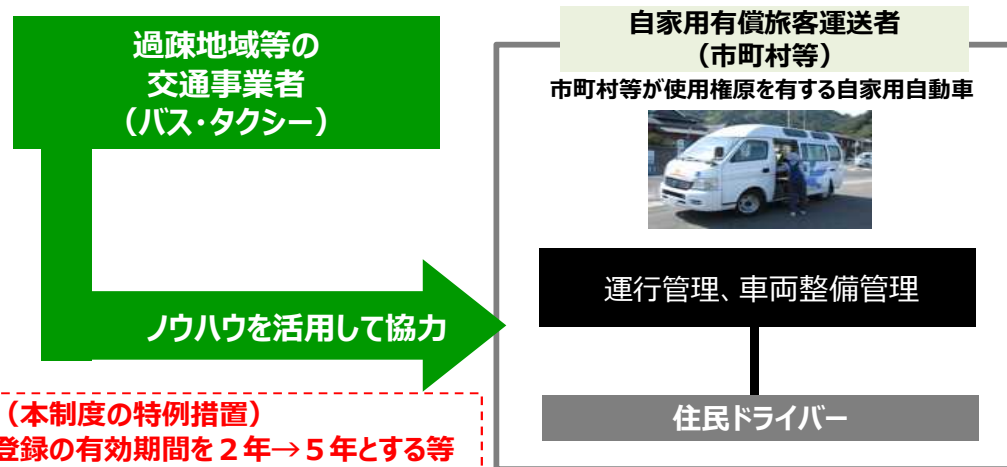 過疎地域等の
交通事業者
（バス・タクシー）
ノウハウを活用して協力
（本制度の特例措置）
登録の有効期間を２年→５年とする等
自家用有償旅客運送者
（市町村等）
市町村等が使用権原を有する自家用自動車
運行管理、車両整備管理
住民ドライバー